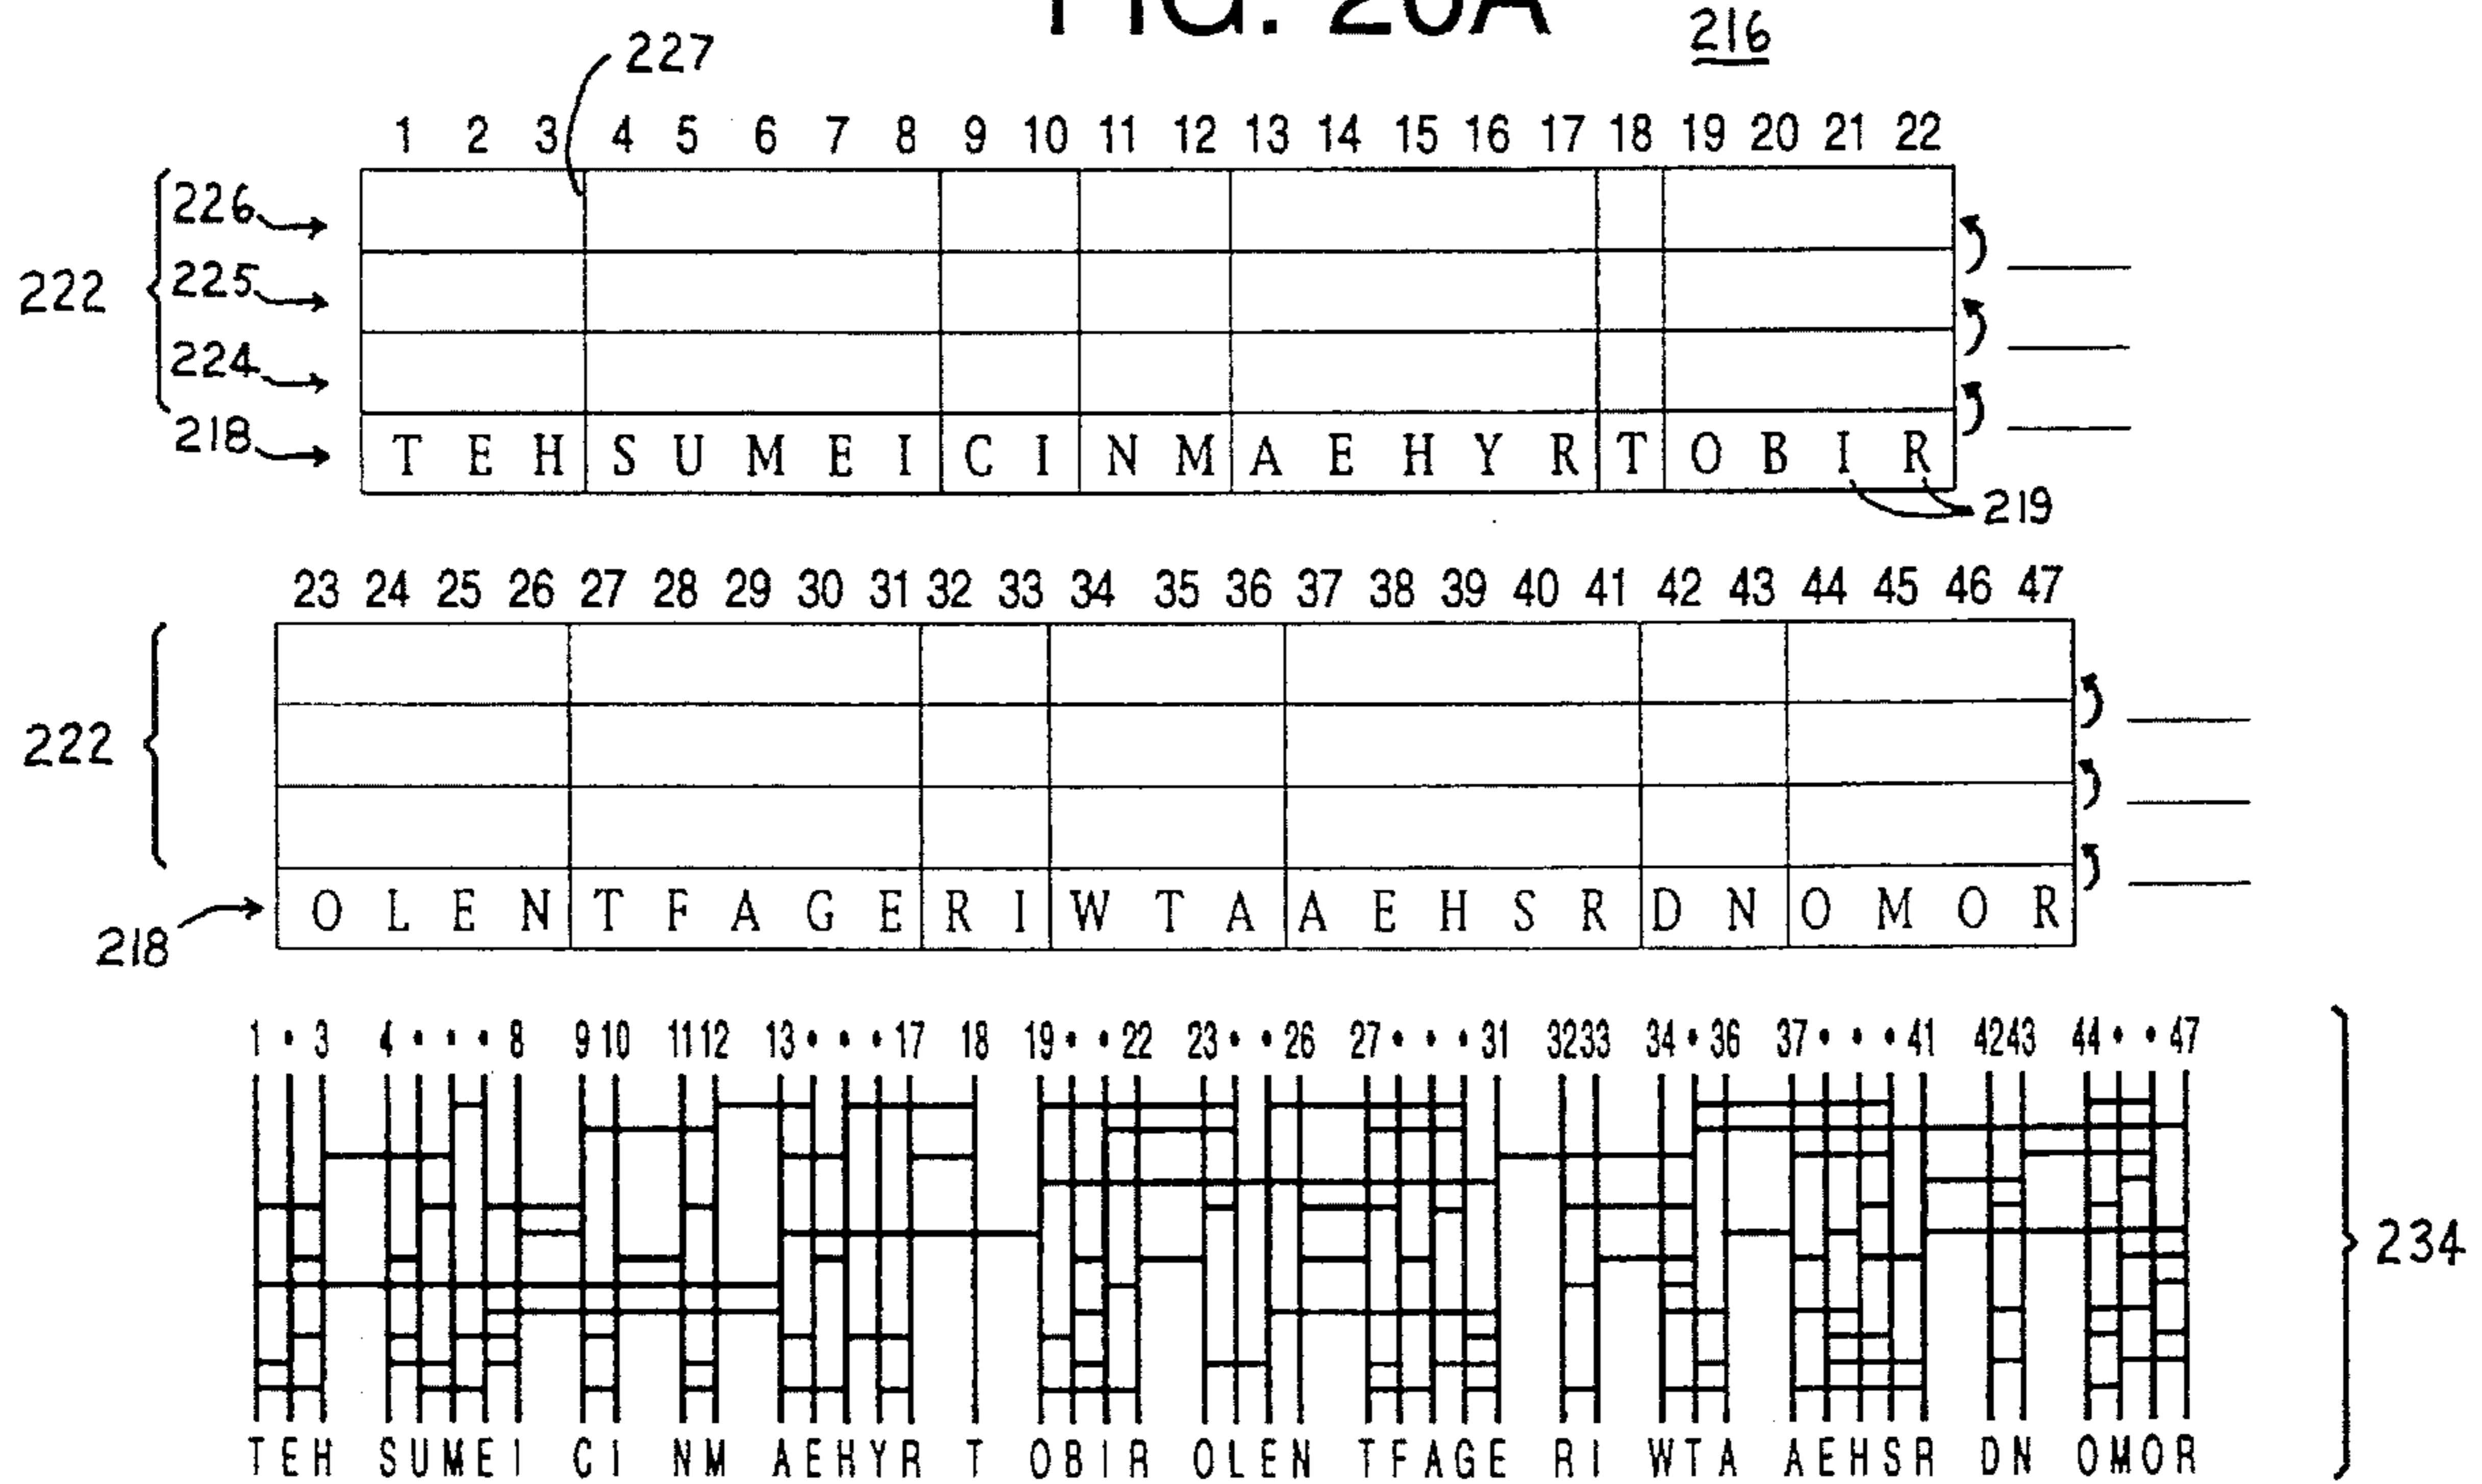 FIG. 20A
216
227
1 2 3 4 5 6 7 8 9 10 11 12 13 14 15 16 17 18 19 20 21 22
226
222
225
224
218
T E H S U M E I C I N M A E H Y R T O B I R
219
23 24 25 26 27 28 29 30 31 32 33 34 35 36 37 38 39 40 41 42 43 44 45 46 47
222
O L E N T F A G E R I W T A A E H S R D N O M O R
218
1 • 3 4 • • • 8 9 10 11 12 13 • • • 17 18 19 • • 22 23 • • 26 27 • • • 31 32 33 34 • 36 37 • • • 41 42 43 44 • • 47
234
T E H S U M E I C I N M A E H Y R T O B I R O L E N T F A G E R I W T A A E H S R D N O M O R